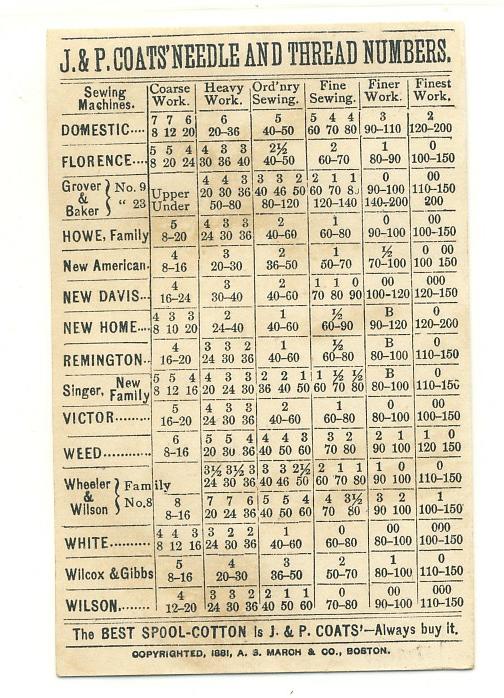 J. & P. COATS' NEEDLE AND THREAD NUMBERS.
Sewing Machines. Coarse Work. Heavy Work. Ord'nry Sewing. Fine Sewing. Finer Work. Finest Work.
7 7 6 6 5 5 4 4 3 2
DOMESTIC.... 8 12 20 20–36 40–50 60 70 80 90–110 120–200
5 5 4 4 3 3 2½ 2 1 0
FLORENCE.... 8 20 24 30 36 40 40–50 60–70 80–90 100–150
4 4 3 3 3 2 2 1 1 0 00
Grover & Baker } No. 9 Upper 20 30 36 40 46 50 60 70 8 90–100 110–150
" 23 Under 50–80 80–120 120–140 140–200 200
5 4 3 3 2 1 0 00
HOWE, Family 8–20 24 30 36 40–60 60–80 90–100 100–150
4 3 2 1 ½ 0 00
New American. 8–16 20–30 36–50 50–70 70–100 100 150
4 3 2 1 1 0 00 000
NEW DAVIS... 16–24 30–40 40–60 70 80 90 100–120 120–150
4 3 3 2 1 ½ B 0
NEW HOME... 8 10 20 24–40 40–60 60–90 90–120 120–200
4 3 3 2 1 ½ B 0
REMINGTON.. 16–20 24 30 36 40–60 60–80 80–100 110–150
5 5 4 4 3 3 2 2 1 1 ½ ½ B 0
Singer, New Family 8 12 16 20 24 30 36 40 50 60 70 80 80–100 110–150
5 4 3 3 2 1 0 00
VICTOR......... 16–20 24 30 36 40–60 60–80 80–100 100–150
6 5 5 4 4 4 3 3 2 2 1 1 0
WEED........... 8–16 20 30 36 40 50 60 70 80 90 100 120 150
3½ 3½ 3 3 3 2½ 2 1 1 1 0 0
Wheeler & Wilson } Family 24 30 36 40 46 50 60 70 80 90 100 110–150
8 7 7 6 5 5 4 4 3½ 3 2 1
No.8 8–16 20 24 36 40 50 60 70 80 90 100 100–150
4 4 3 3 2 2 1 0 00 000
WHITE.......... 8 12 16 24 30 36 40–60 60–80 80–100 100–150
5 4 3 2 1 0
Wilcox & Gibbs 8–16 20–30 36–50 50–70 80–100 110–150
4 3 3 2 2 1 1 0 00 000
WILSON....... 12–20 24 30 36 40 50 60 70–80 90–100 110–150
The BEST SPOOL-COTTON is J. & P. COATS'—Always buy it.
COPYRIGHTED, 1881, A. S. MARCH & CO., BOSTON.